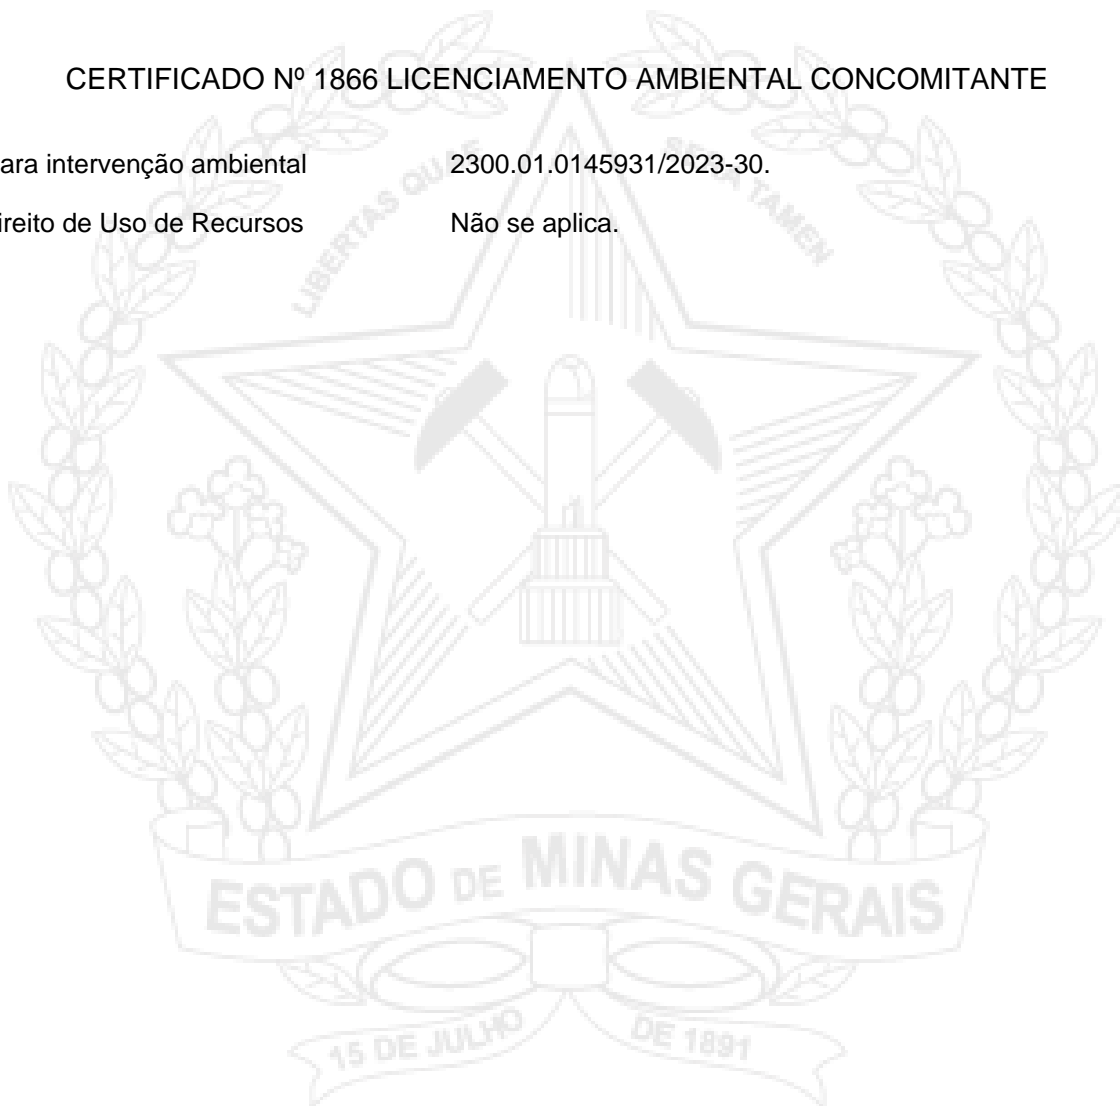 CERTIFICADO Nº 1866 LICENCIAMENTO AMBIENTAL CONCOMITANTE
ara intervenção ambiental 2300.01.0145931/2023-30.
ireito de Uso de Recursos Não se aplica.
LIBERTAS QUÆ SERA TAMEN
ESTADO DE MINAS GERAIS
15 DE JULHO DE 1891